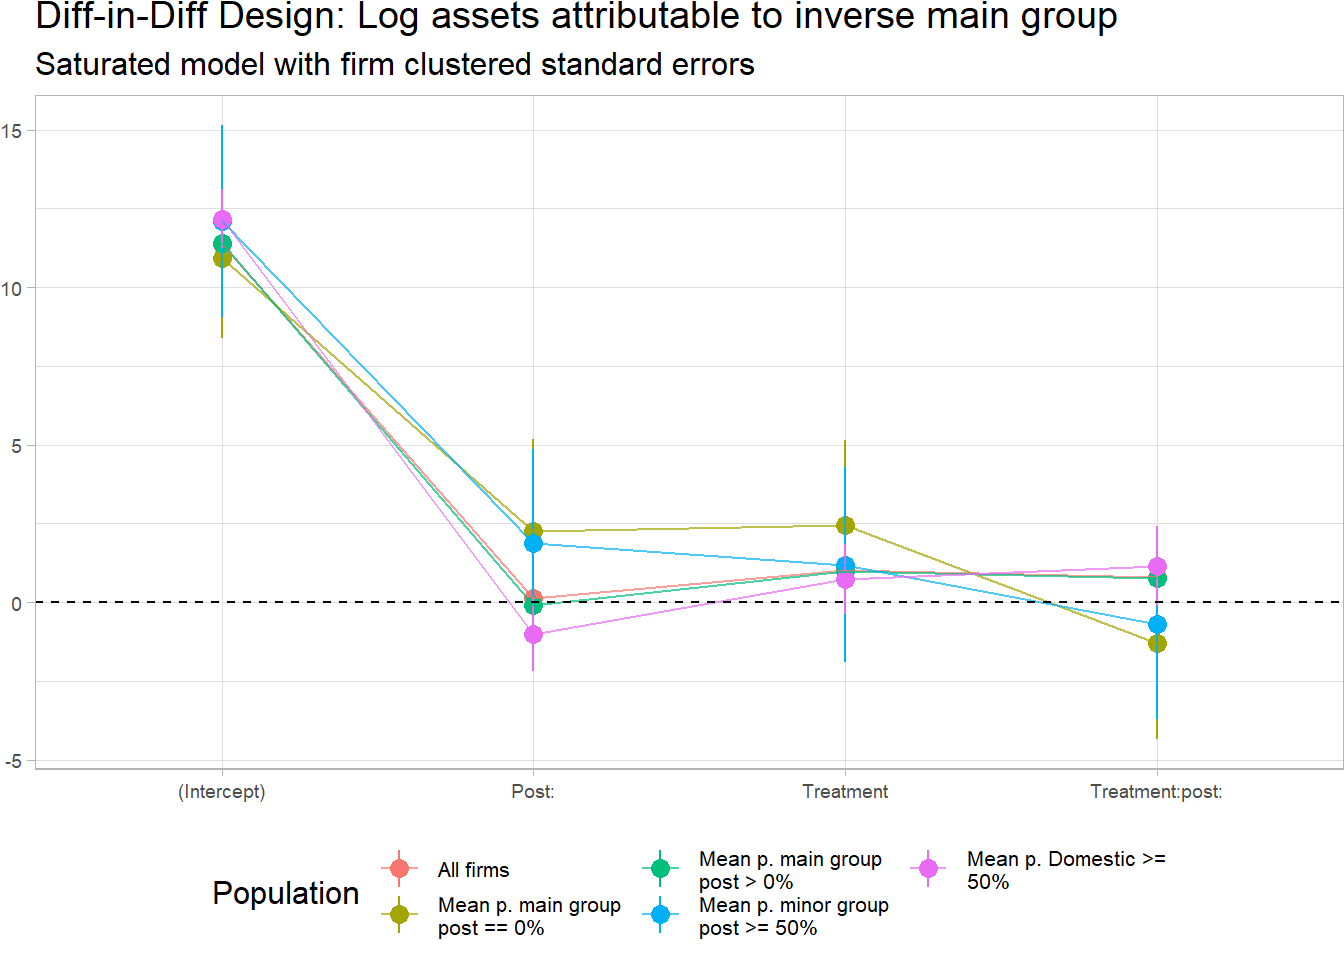 Diff-in-Diff Design: Log assets attributable to inverse main group
Saturated model with firm clustered standard errors
15
10
5
0
-5
(Intercept)
Post:
Treatment
Treatment:post:
Population
All firms
Mean p. main group
post == 0%
Mean p. main group
post > 0%
Mean p. minor group
post >= 50%
Mean p. Domestic >=
50%